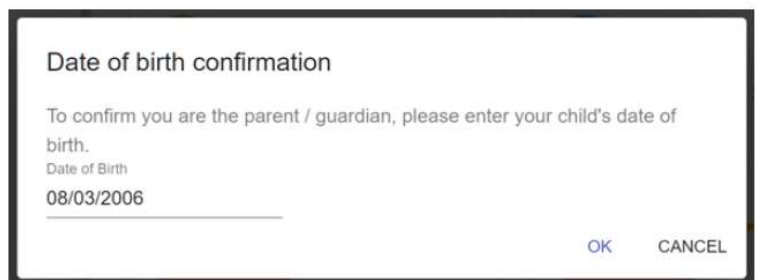 Date of birth confirmation
To confirm you are the parent / guardian, please enter your child's date of
birth.
Date of Birth
08/03/2006
OK CANCEL